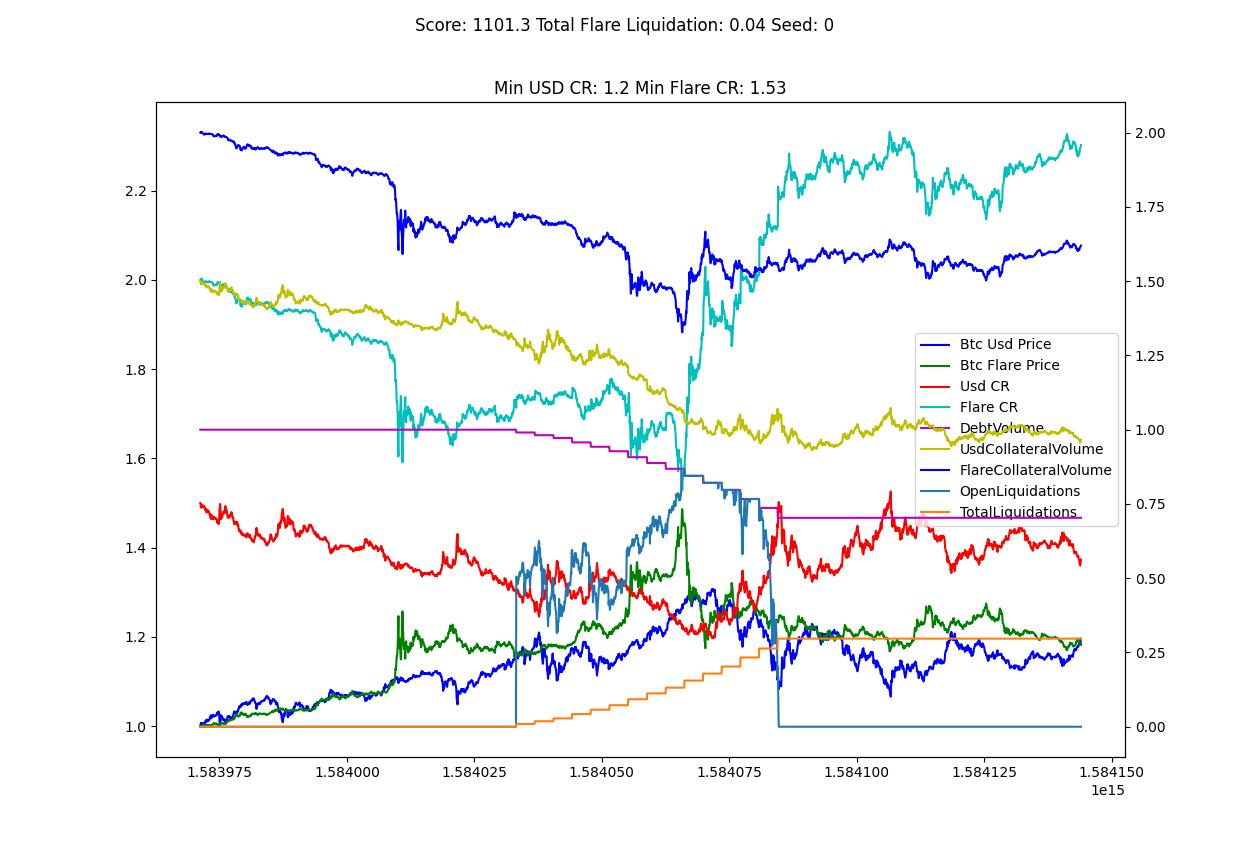 Score: 1101.3 Total Flare Liquidation: 0.04 Seed: 0
Min USD CR: 1.2 Min Flare CR: 1.53
2.2
2.0
1.8
1.6
1.4
1.2
1.0
2.00
1.75
1.50
1.25
1.00
0.75
0.50
0.25
0.00
Btc Usd Price
Btc Flare Price
Usd CR
Flare CR
DebtVolume
UsdCollateralVolume
FlareCollateralVolume
OpenLiquidations
TotalLiquidations
1.583975 1.584000 1.584025 1.584050 1.584075 1.584100 1.584125 1.584150
1e15